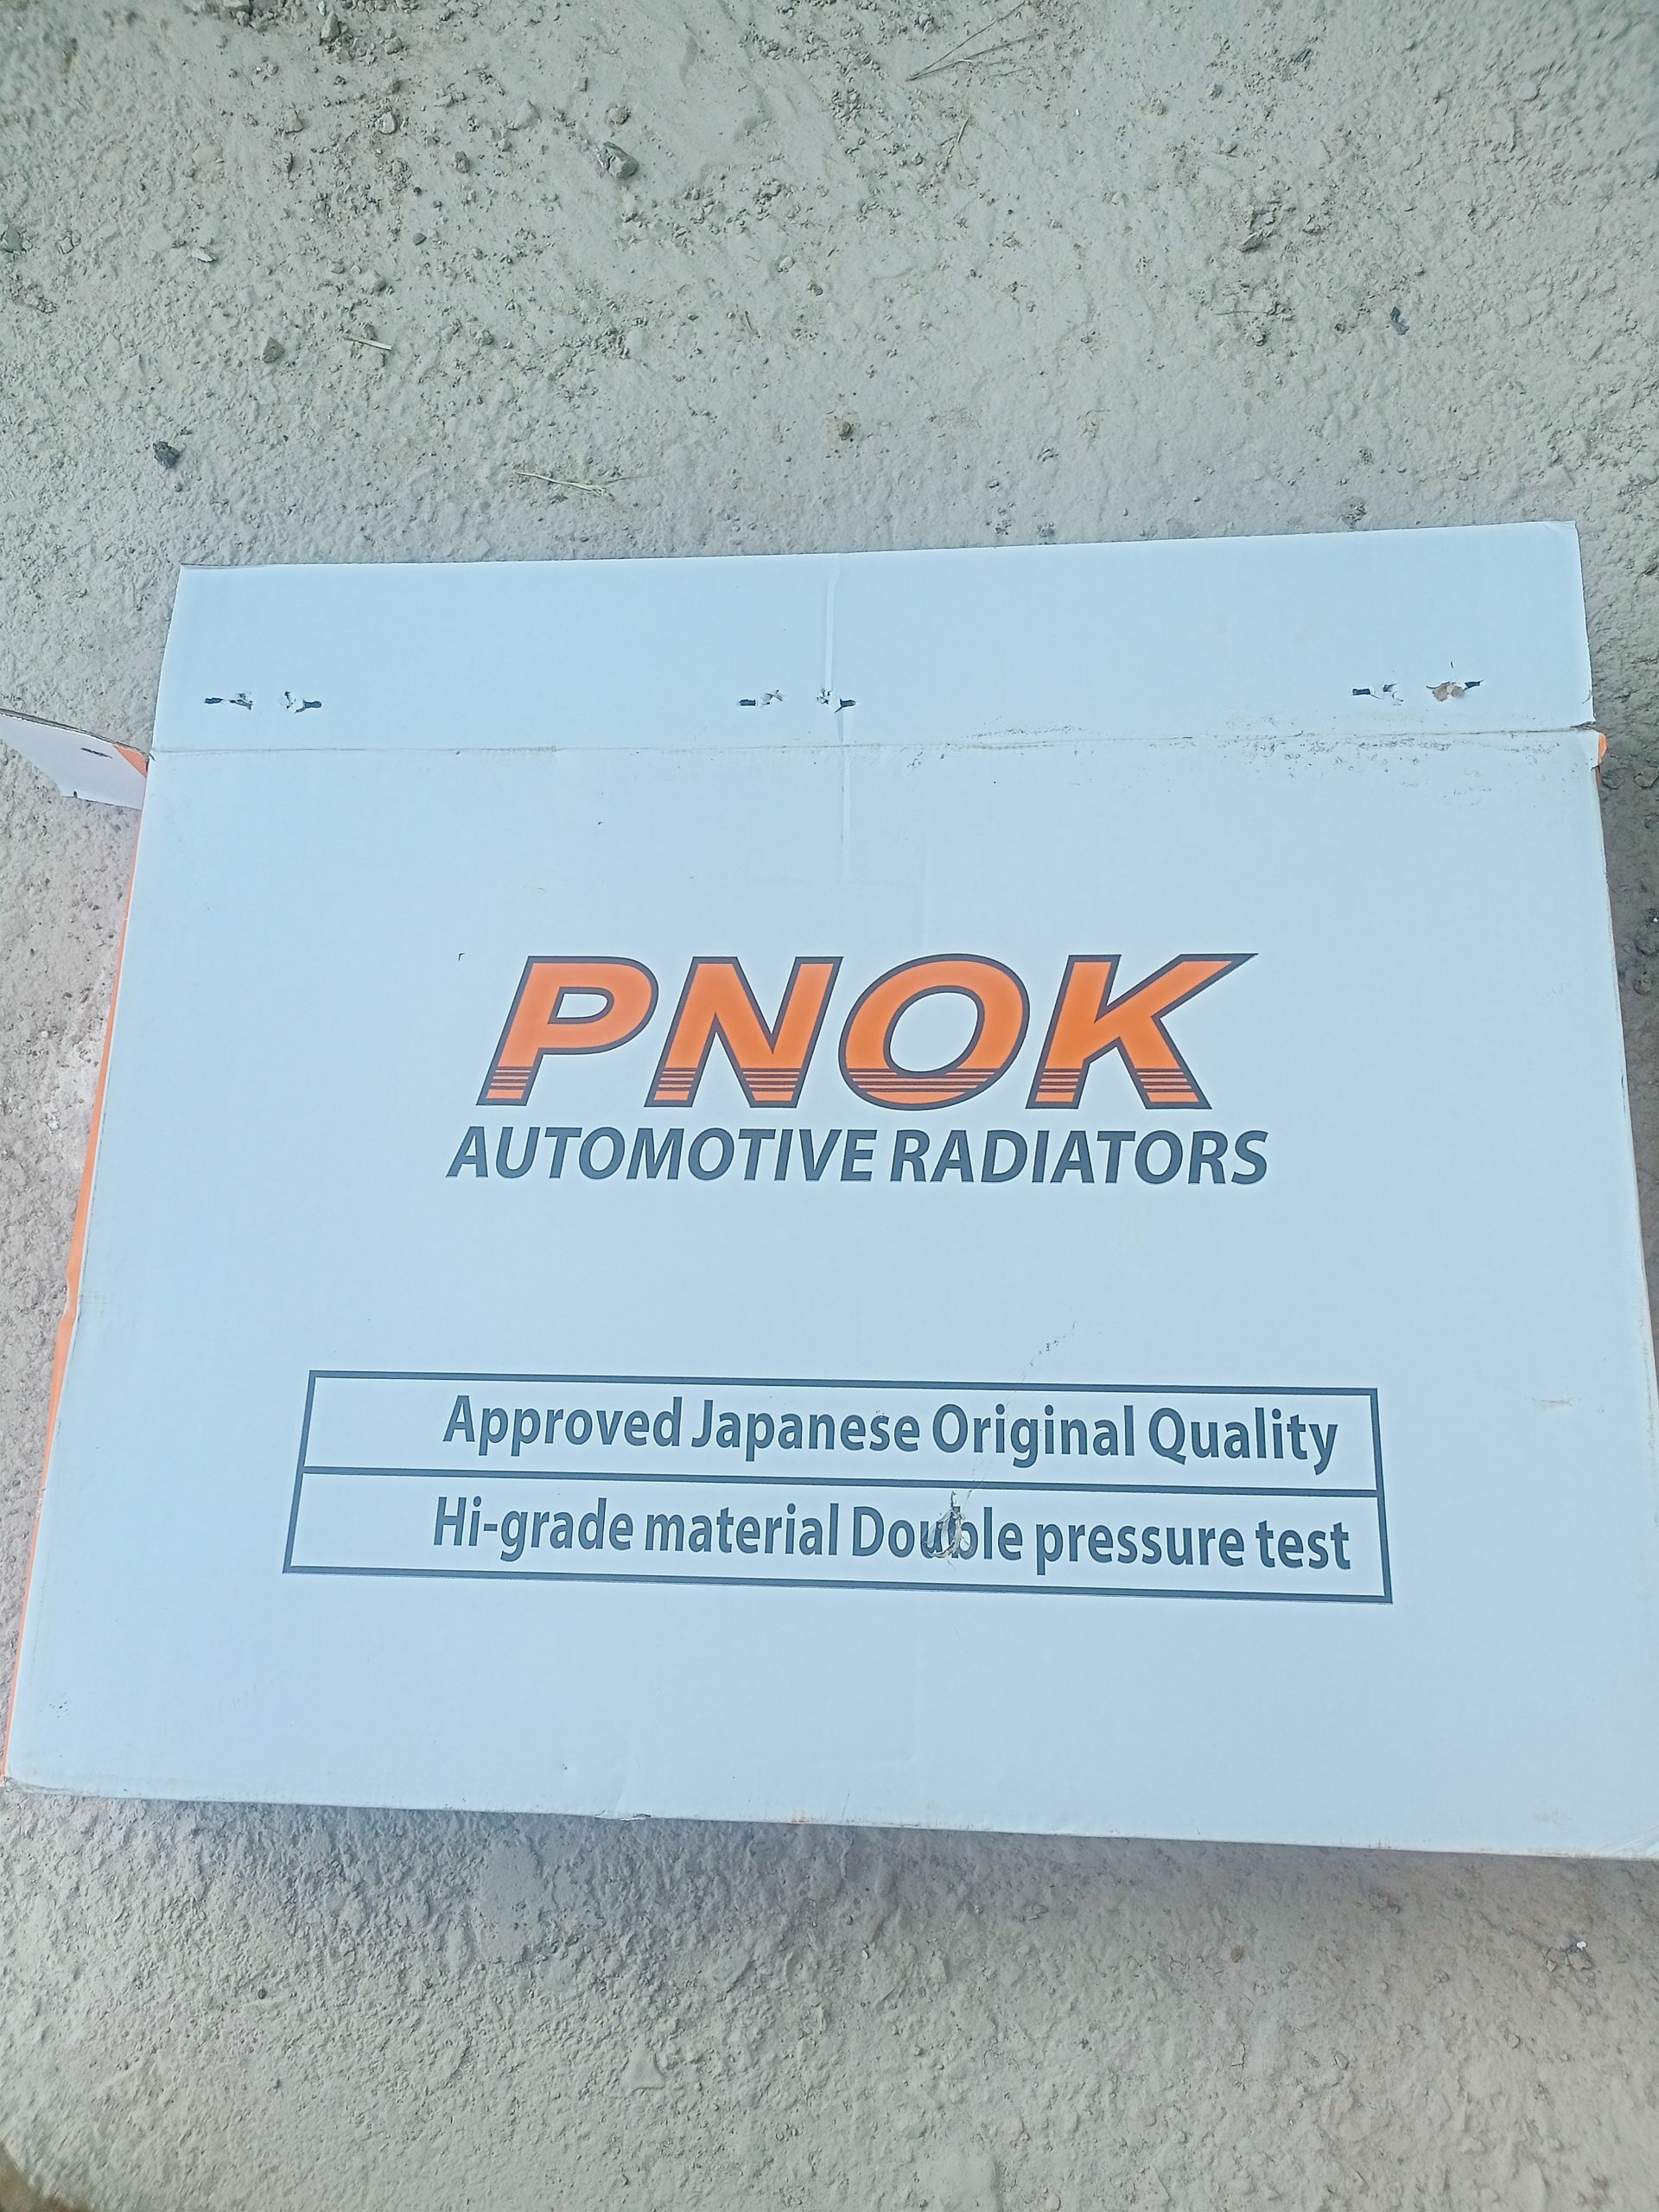 PNOK
AUTOMOTIVE RADIATORS
Approved Japanese Original Quality
Hi-grade material Double pressure test